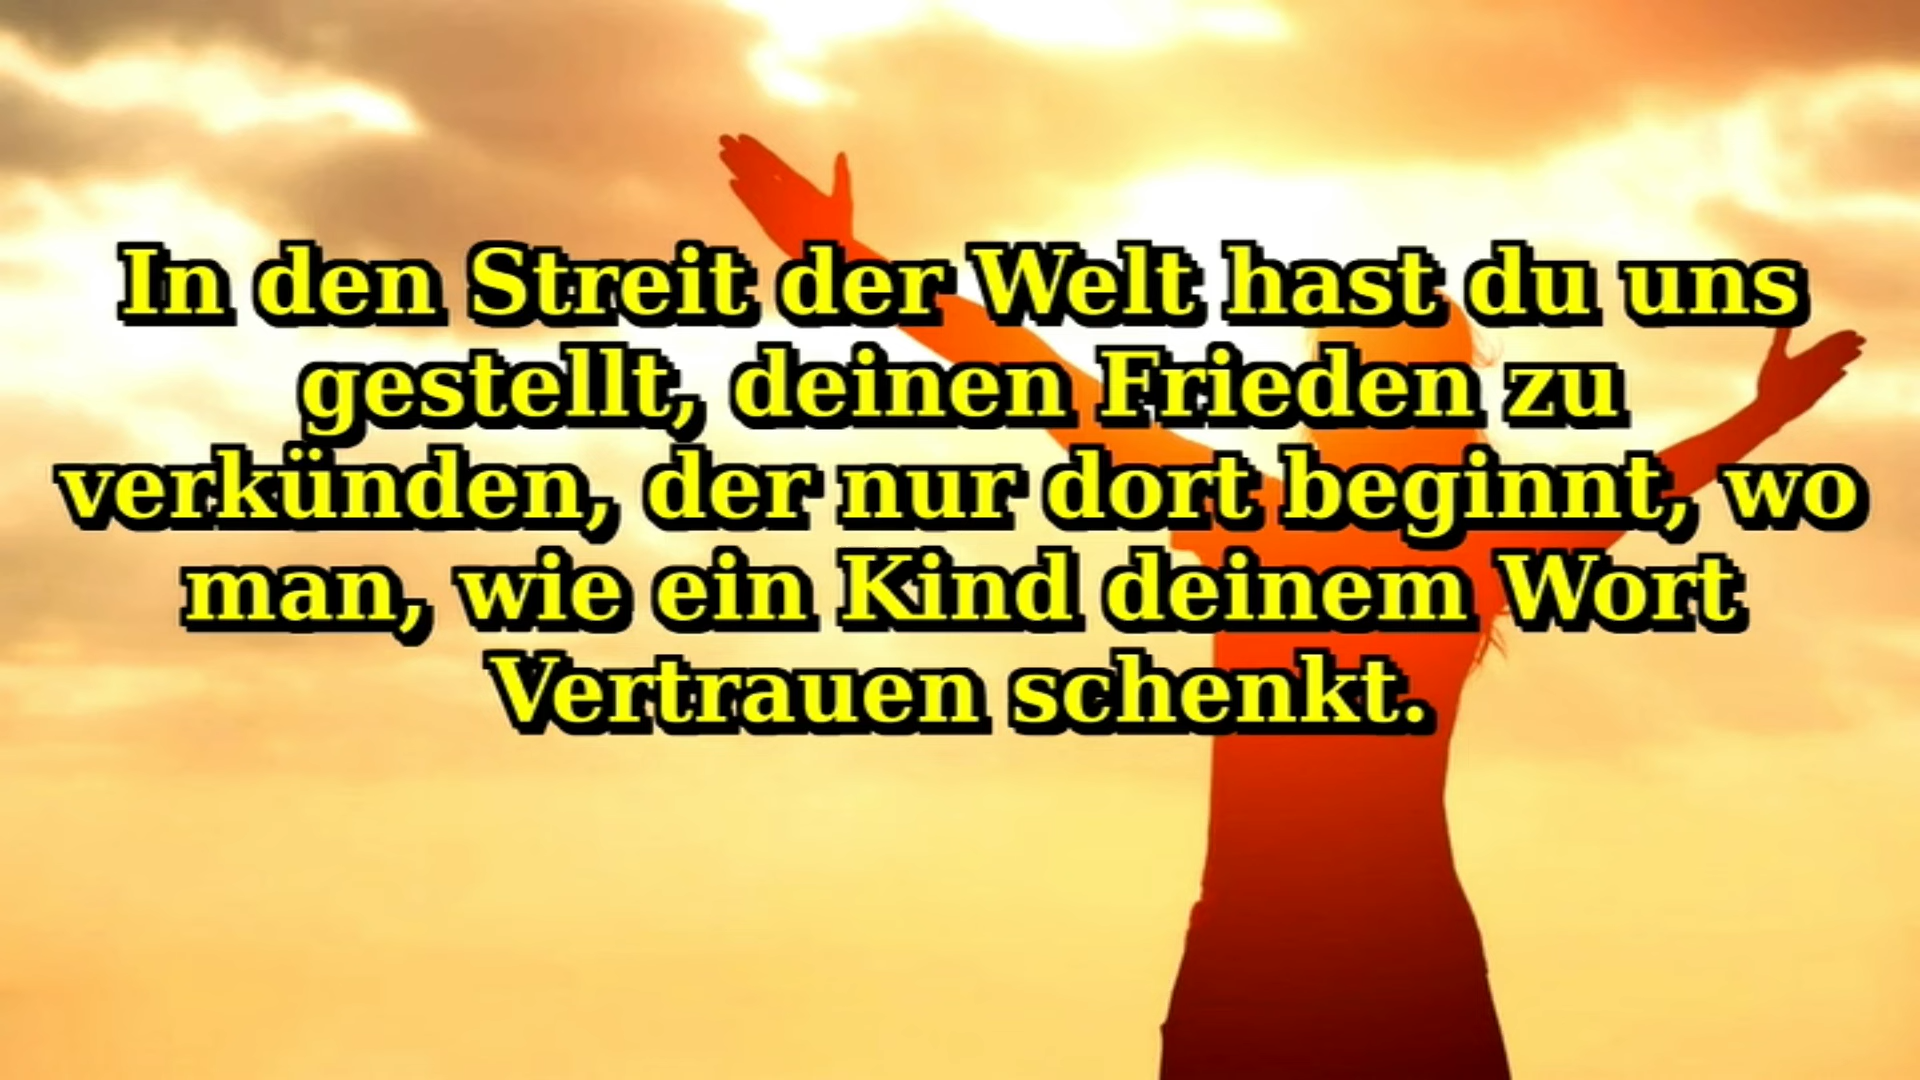 In den Streit der Welt hast du uns
gestellt, deinen Frieden zu
verkünden, der nur dort beginnt, wo
man, wie ein Kind deinem Wort
Vertrauen schenkt.